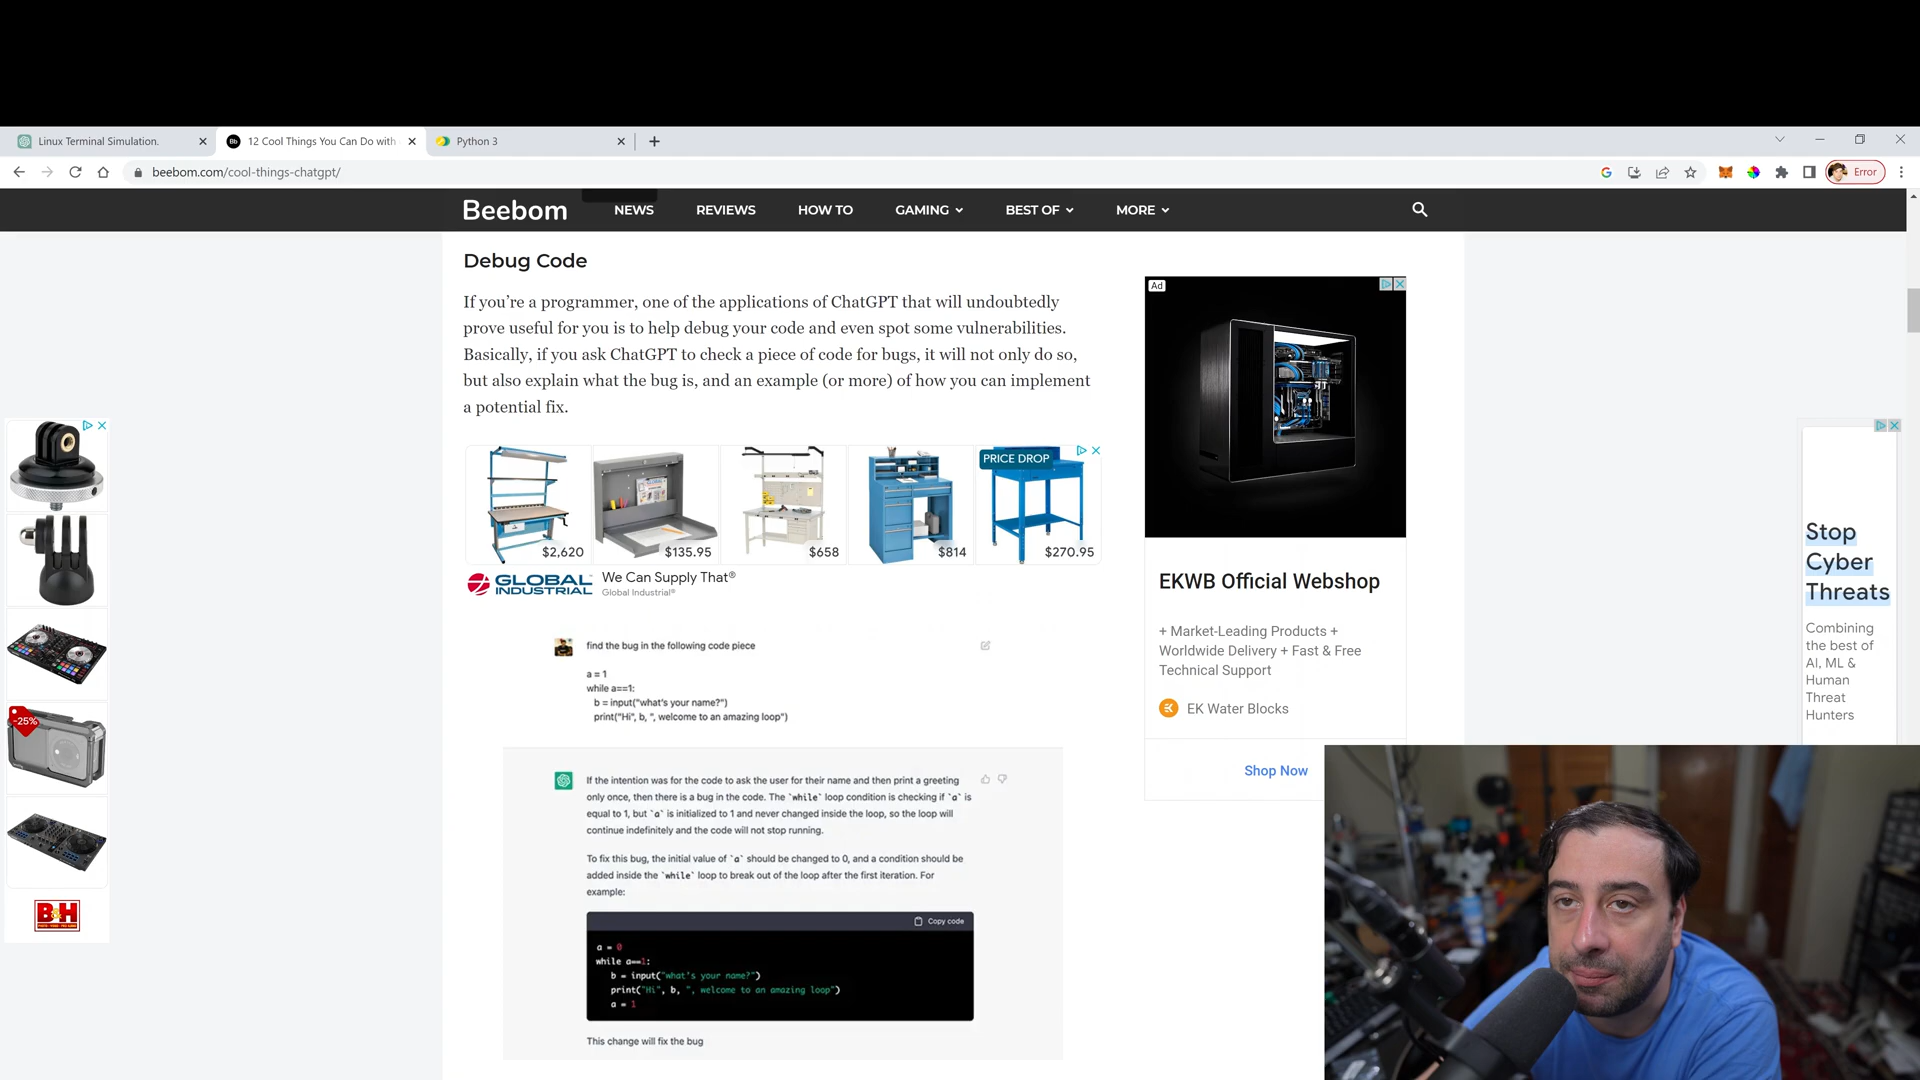 Linux Terminal Simulation.
12 Cool Things You Can Do with
Python 3
beebom.com/cool-things-chatgpt/
Error
Beebom
NEWS
REVIEWS
HOW TO
GAMING
BEST OF
MORE
Debug Code
If you're a programmer, one of the applications of ChatGPT that will undoubtedly
prove useful for you is to help debug your code and even spot some vulnerabilities.
Basically, if you ask ChatGPT to check a piece of code for bugs, it will not only do so,
but also explain what the bug is, and an example (or more) of how you can implement
a potential fix.
PRICE DROP
$2,620
$135.95
$658
$814
$270.95
GLOBAL INDUSTRIAL
We Can Supply That®
Global Industrial®
find the bug in the following code piece
a = 1
while a==1:
b = input("what's your name?")
print("Hi", b, ", welcome to an amazing loop")
If the intention was for the code to ask the user for their name and then print a greeting
only once, then there is a bug in the code. The `while` loop condition is checking if `a` is
equal to 1, but `a` is initialized to 1 and never changed inside the loop, so the loop will
continue indefinitely and the code will not stop running.
To fix this bug, the initial value of `a` should be changed to 0, and a condition should be
added inside the `while` loop to break out of the loop after the first iteration. For
example:
Copy code
a = 0
while a==1:
b = input("what's your name?")
print("Hi", b, ", welcome to an amazing loop")
a = 1
This change will fix the bug
-25%
B&H
Ad
EKWB Official Webshop
+ Market-Leading Products +
Worldwide Delivery + Fast & Free
Technical Support
EK Water Blocks
Shop Now
Stop
Cyber
Threats
Combining
the best of
AI, ML &
Human
Threat
Hunters